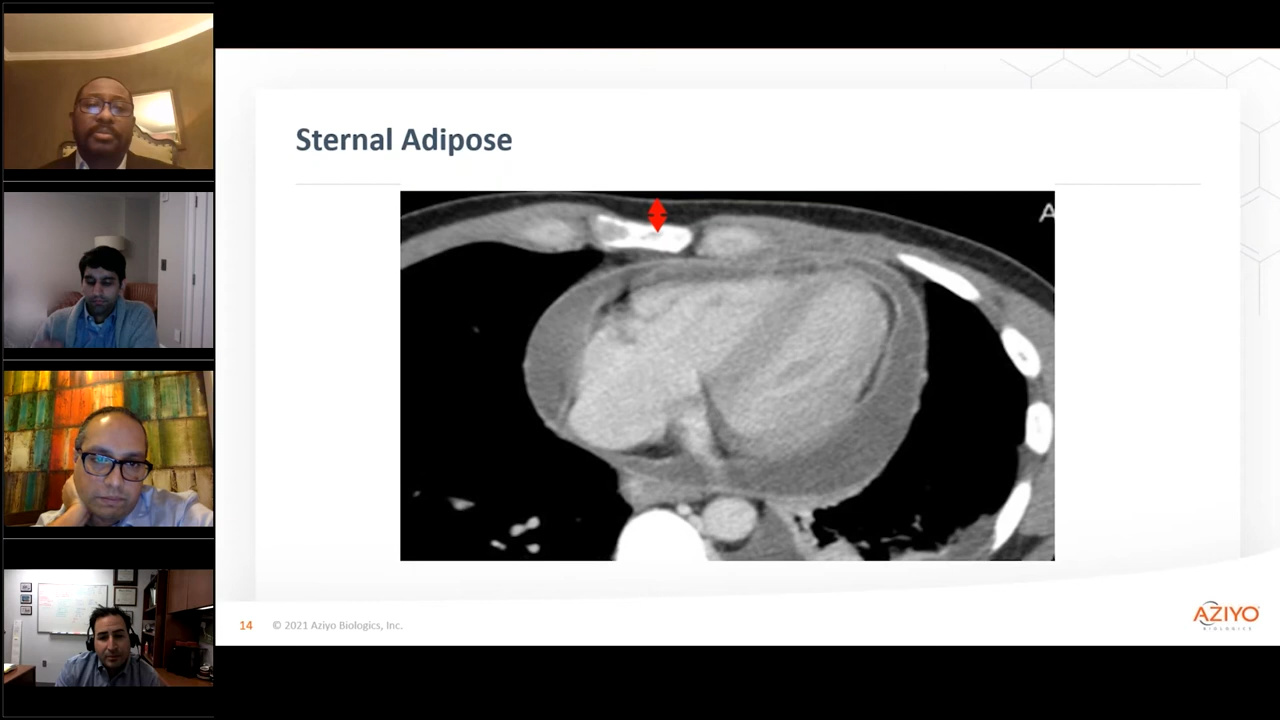 Sternal Adipose
A
14
© 2021 Aziyo Biologics, Inc.
AZIYO
BIOLOGICS